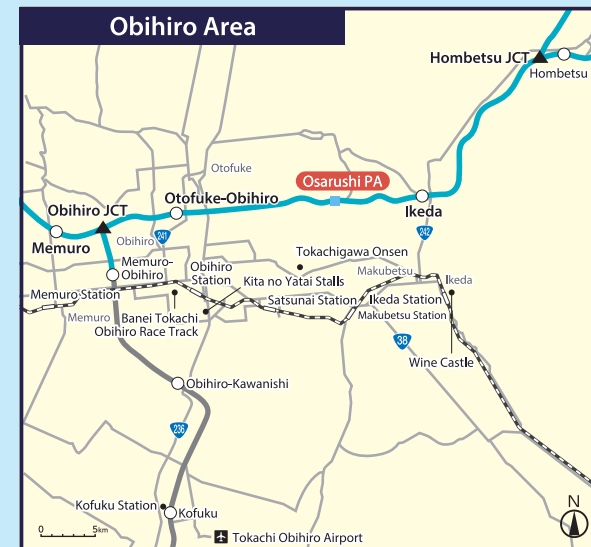 Obihiro Area
Hombetsu JCT
Hombetsu
Otofuke
Osarushi PA
Otofuke-Obihiro
Ikeda
Obihiro JCT
241
242
Memuro
Obihiro
Tokachigawa Onsen
Memuro-
Obihiro
Obihiro
Station
Makubetsu
Ikeda
Kita no Yatai Stalls
Memuro Station
Satsunai Station
Ikeda Station
Memuro
Banei Tokachi
Obihiro Race Track
Makubetsu Station
38
Wine Castle
Obihiro-Kawanishi
236
Kofuku Station
Kofuku
N
0 5km
Tokachi Obihiro Airport